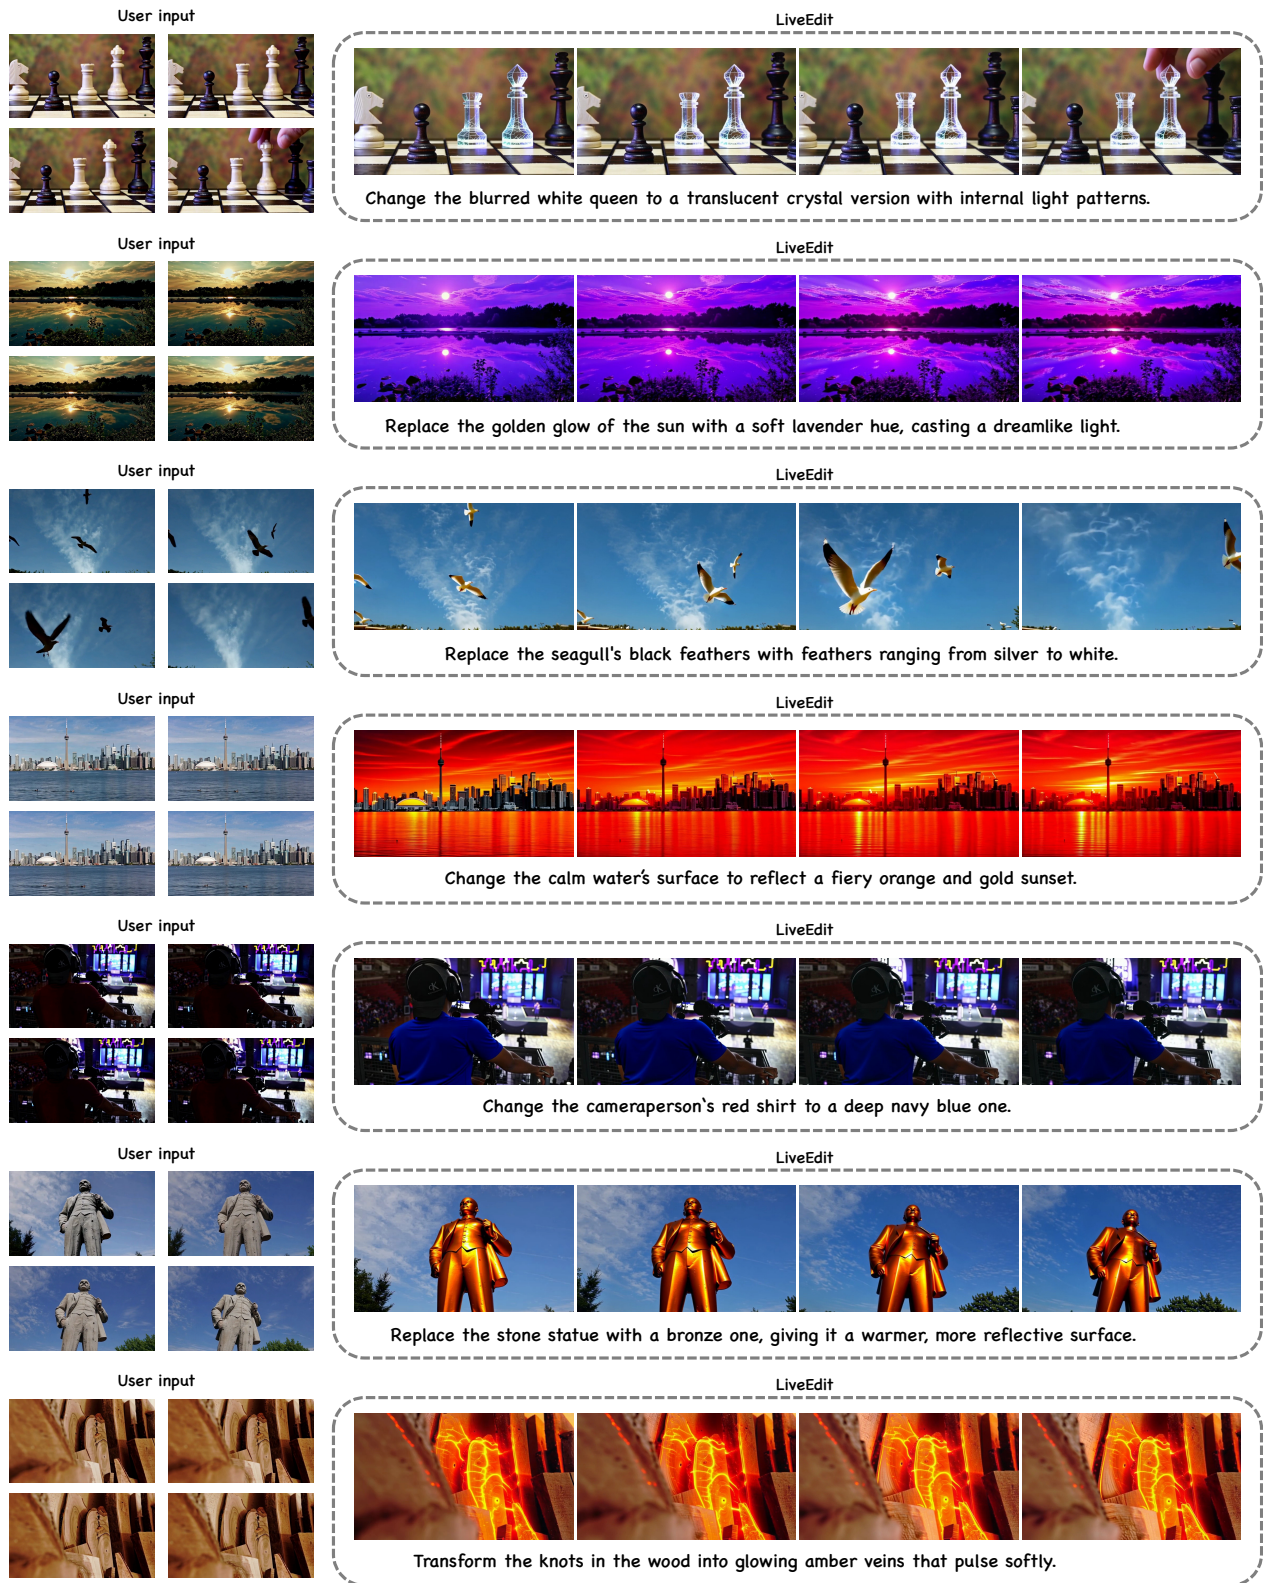 User input
LiveEdit
Change the blurred white queen to a translucent crystal version with internal light patterns.
User input
LiveEdit
Replace the golden glow of the sun with a soft lavender hue, casting a dreamlike light.
User input
LiveEdit
Replace the seagull's black feathers with feathers ranging from silver to white.
User input
LiveEdit
Change the calm water's surface to reflect a fiery orange and gold sunset.
User input
LiveEdit
Change the cameraperson`s red shirt to a deep navy blue one.
User input
LiveEdit
Replace the stone statue with a bronze one, giving it a warmer, more reflective surface.
User input
LiveEdit
Transform the knots in the wood into glowing amber veins that pulse softly.